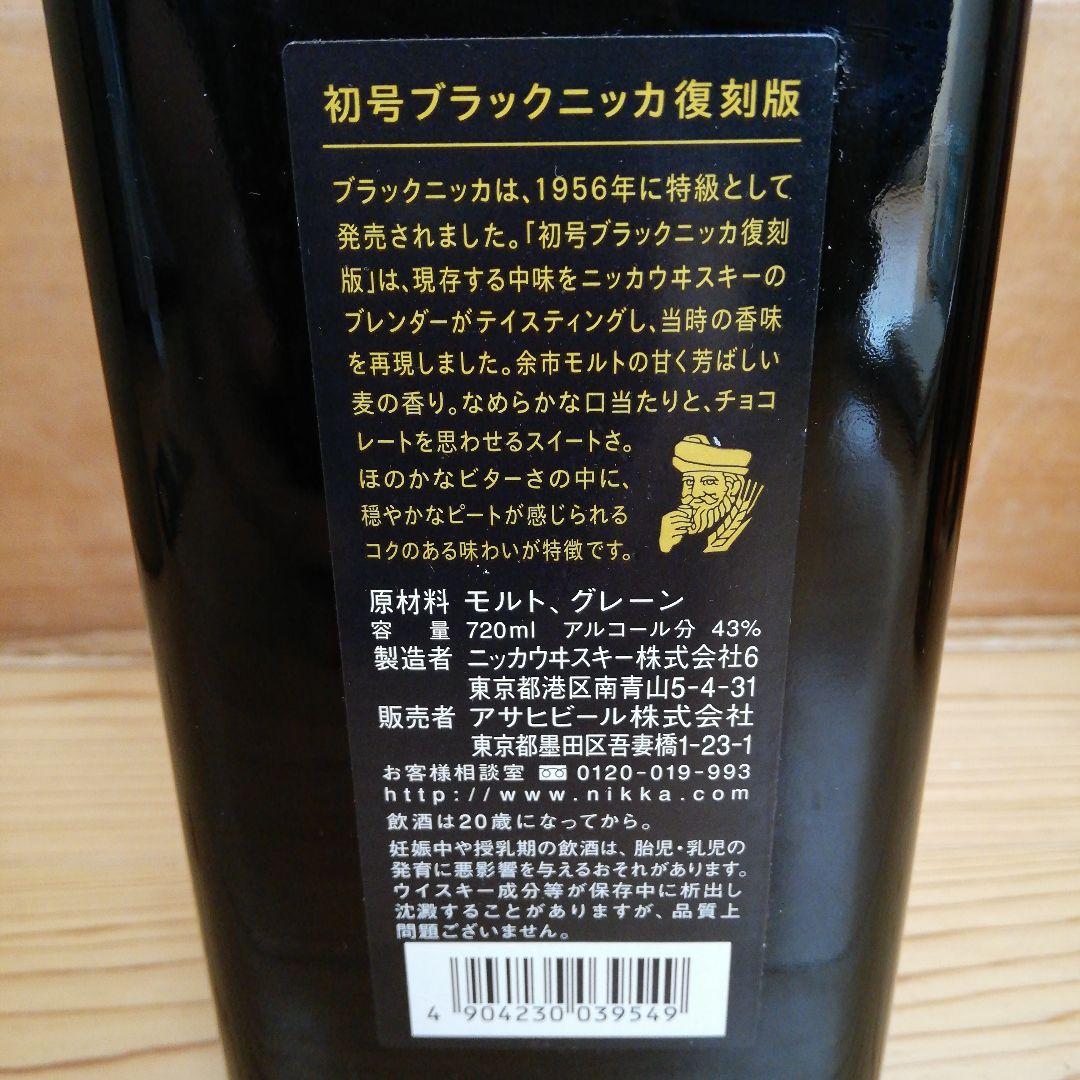 初号ブラックニッカ復刻版
ブラックニッカは、1956年に特級として
発売されました。「初号ブラックニッカ復刻
版」は、現存する中味をニッカウヰスキーの
ブレンダーがテイスティングし、当時の香味
を再現しました。余市モルトの甘く芳ばしい
麦の香り。なめらかな口当たりと、チョコ
レートを思わせるスイートさ。
ほのかなビターさの中に、
穏やかなピートが感じられる
コクのある味わいが特徴です。
原材料 モルト、グレーン
容量 720ml アルコール分 43%
製造者 ニッカウヰスキー株式会社6
東京都港区南青山5-4-31
販売者 アサヒビール株式会社
東京都墨田区吾妻橋1-23-1
お客様相談室 0120-019-993
http://www.nikka.com
飲酒は20歳になってから。
妊娠中や授乳期の飲酒は、胎児・乳児の
発育に悪影響を与えるおそれがあります。
ウイスキー成分等が保存中に析出し
沈澱することがありますが、品質上
問題ございません。
4 904230 039549